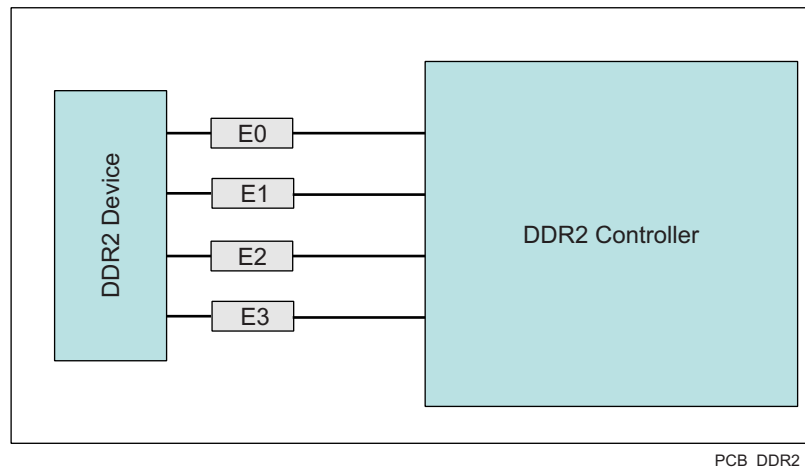 DDR2 Device
E0
E1
E2
E3
DDR2 Controller
PCB_DDR2